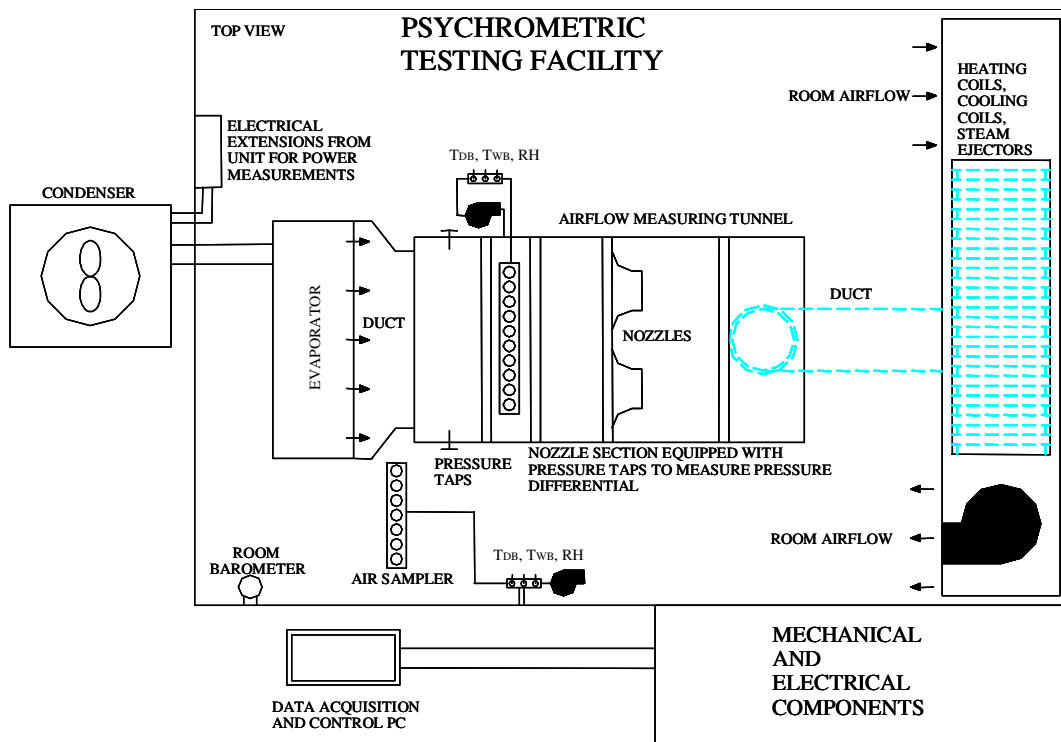 TOP VIEW
PSYCHROMETRIC
TESTING FACILITY
ROOM AIRFLOW
HEATING
COILS,
COOLING
COILS,
STEAM
EJECTORS
ELECTRICAL
EXTENSIONS FROM
UNIT FOR POWER
MEASUREMENTS
TDB, TWB, RH
CONDENSER
AIRFLOW MEASURING TUNNEL
EVAPORATOR
DUCT
NOZZLES
DUCT
PRESSURE
TAPS
NOZZLE SECTION EQUIPPED WITH
PRESSURE TAPS TO MEASURE PRESSURE
DIFFERENTIAL
ROOM AIRFLOW
ROOM
BAROMETER
AIR SAMPLER
TDB, TWB, RH
DATA ACQUISITION
AND CONTROL PC
MECHANICAL
AND
ELECTRICAL
COMPONENTS